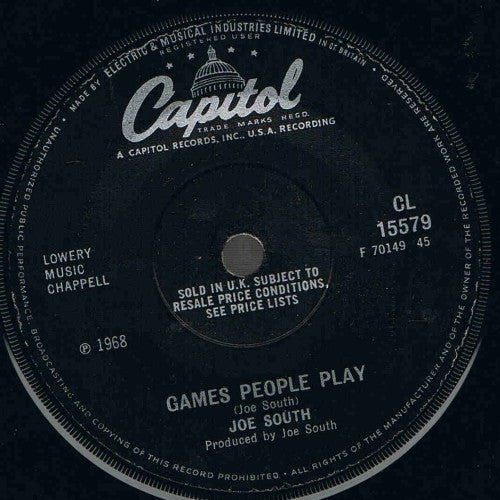 MADE BY ELECTRIC & MUSICAL INDUSTRIES LIMITED
REGISTERED USER
IN GT BRITAIN
• ALL RIGHTS OF THE MANUFACTURER AND OF THE OWNER OF THE RECORDED WORK ARE RESERVED •
UNAUTHORIZED PUBLIC PERFORMANCE, BROADCASTING AND COPYING OF THIS RECORD PROHIBITED
Capitol
TRADE - MARKS REGD.
A CAPITOL RECORDS, INC., U.S.A. RECORDING
CL
15579
F 70149 45
LOWERY
MUSIC
CHAPPELL
SOLD IN U.K. SUBJECT TO
RESALE PRICE CONDITIONS,
SEE PRICE LISTS
℗ 1968
GAMES PEOPLE PLAY
(Joe South)
JOE SOUTH
Produced by Joe South